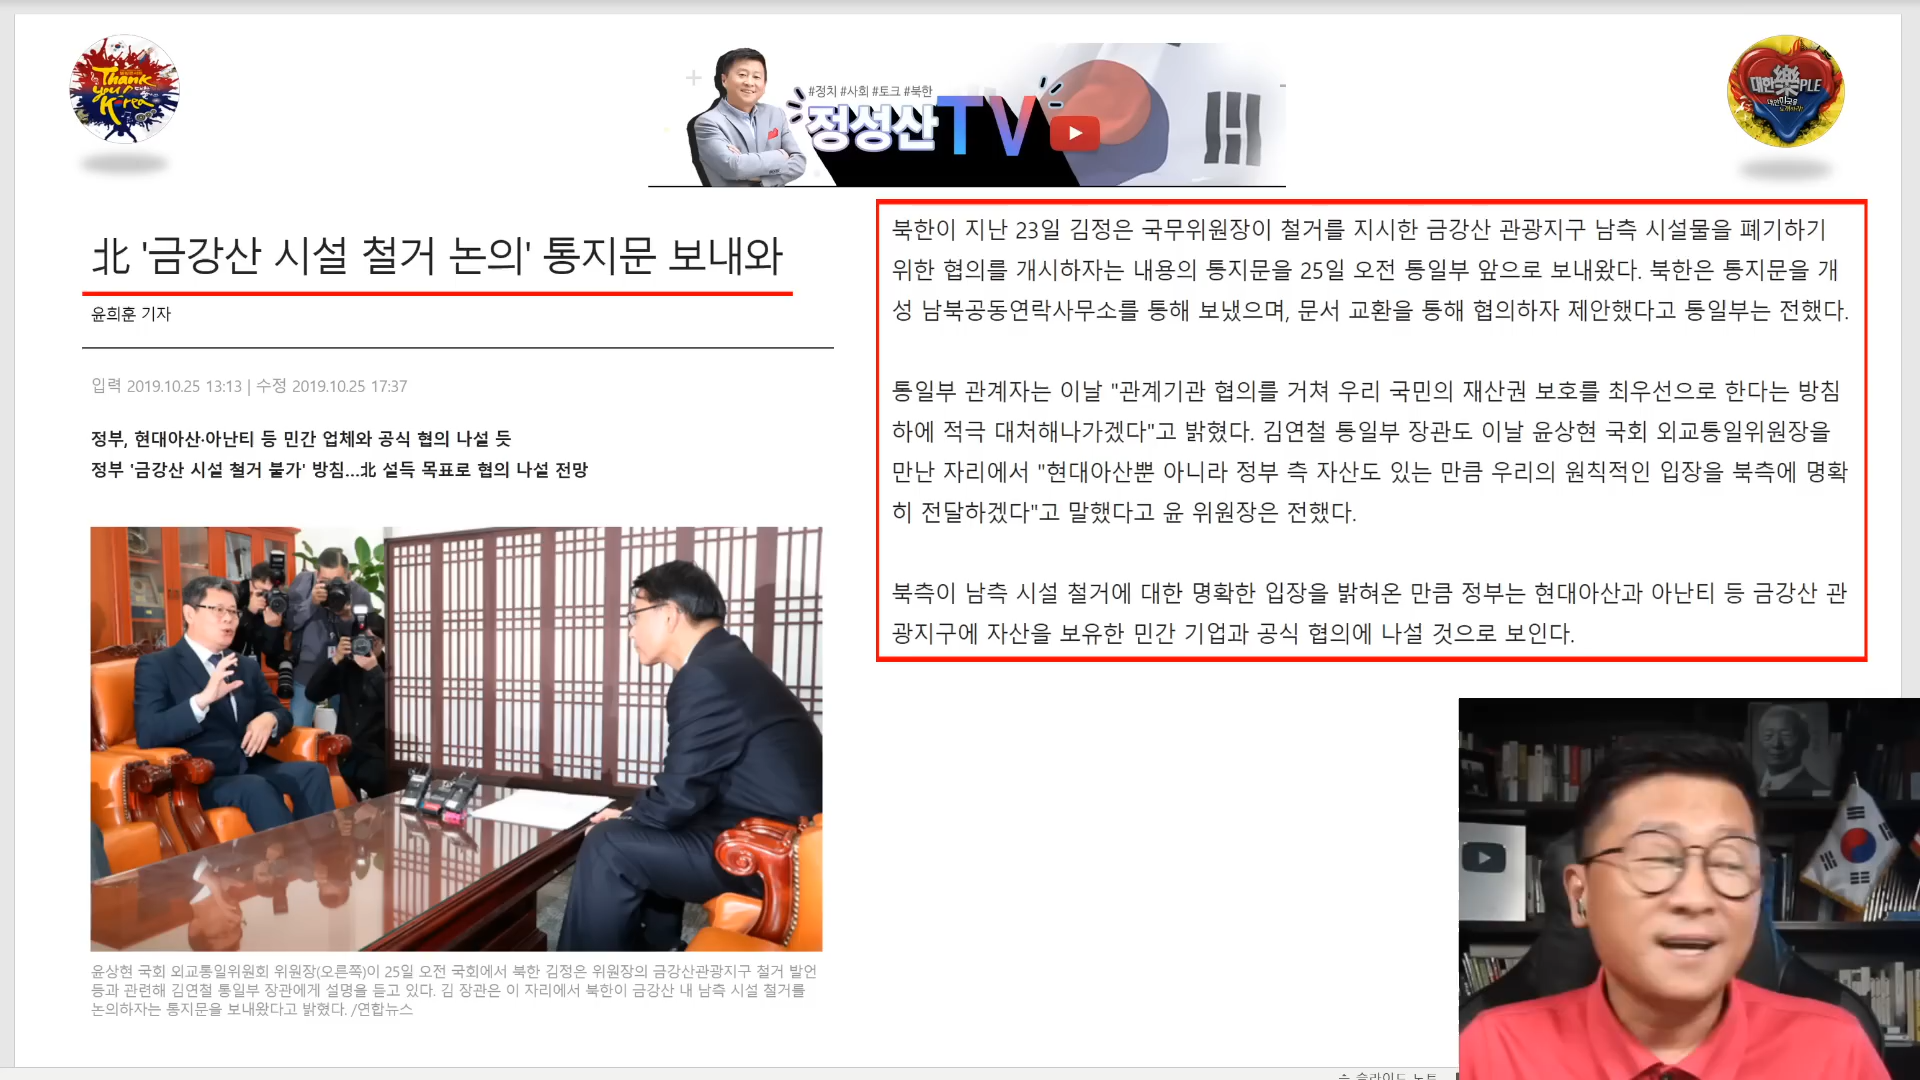 Thank
you
Korea
#정치 #사회 #토크 #북한
정성산TV
대한樂PLE
北 '금강산 시설 철거 논의' 통지문 보내와
윤희훈 기자
입력 2019.10.25 13:13 | 수정 2019.10.25 17:37
정부, 현대아산·아난티 등 민간 업체와 공식 협의 나설 듯
정부 '금강산 시설 철거 불가' 방침...北 설득 목표로 협의 나설 전망
윤상현 국회 외교통일위원회 위원장(오른쪽)이 25일 오전 국회에서 북한 김정은 위원장의 금강산관광지구 철거 발언
등과 관련해 김연철 통일부 장관에게 설명을 듣고 있다. 김 장관은 이 자리에서 북한이 금강산 내 남측 시설 철거를
논의하자는 통지문을 보내왔다고 밝혔다. /연합뉴스
북한이 지난 23일 김정은 국무위원장이 철거를 지시한 금강산 관광지구 남측 시설물을 폐기하기
위한 협의를 개시하자는 내용의 통지문을 25일 오전 통일부 앞으로 보내왔다. 북한은 통지문을 개
성 남북공동연락사무소를 통해 보냈으며, 문서 교환을 통해 협의하자 제안했다고 통일부는 전했다.
통일부 관계자는 이날 "관계기관 협의를 거쳐 우리 국민의 재산권 보호를 최우선으로 한다는 방침
하에 적극 대처해나가겠다"고 밝혔다. 김연철 통일부 장관도 이날 윤상현 국회 외교통일위원장을
만난 자리에서 "현대아산뿐 아니라 정부 측 자산도 있는 만큼 우리의 원칙적인 입장을 북측에 명확
히 전달하겠다"고 말했다고 윤 위원장은 전했다.
북측이 남측 시설 철거에 대한 명확한 입장을 밝혀온 만큼 정부는 현대아산과 아난티 등 금강산 관
광지구에 자산을 보유한 민간 기업과 공식 협의에 나설 것으로 보인다.
슬라이드 노트